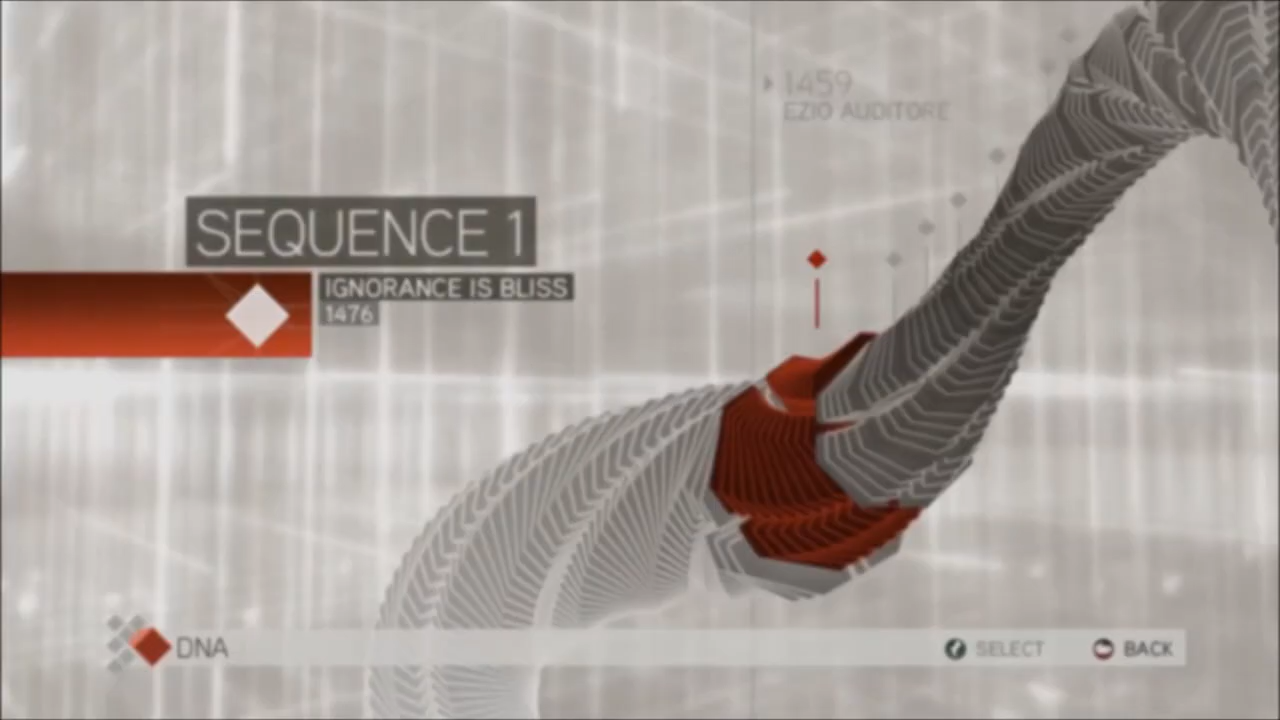 1459
EZIO AUDITORE
SEQUENCE 1
IGNORANCE IS BLISS
1476
DNA
SELECT
BACK